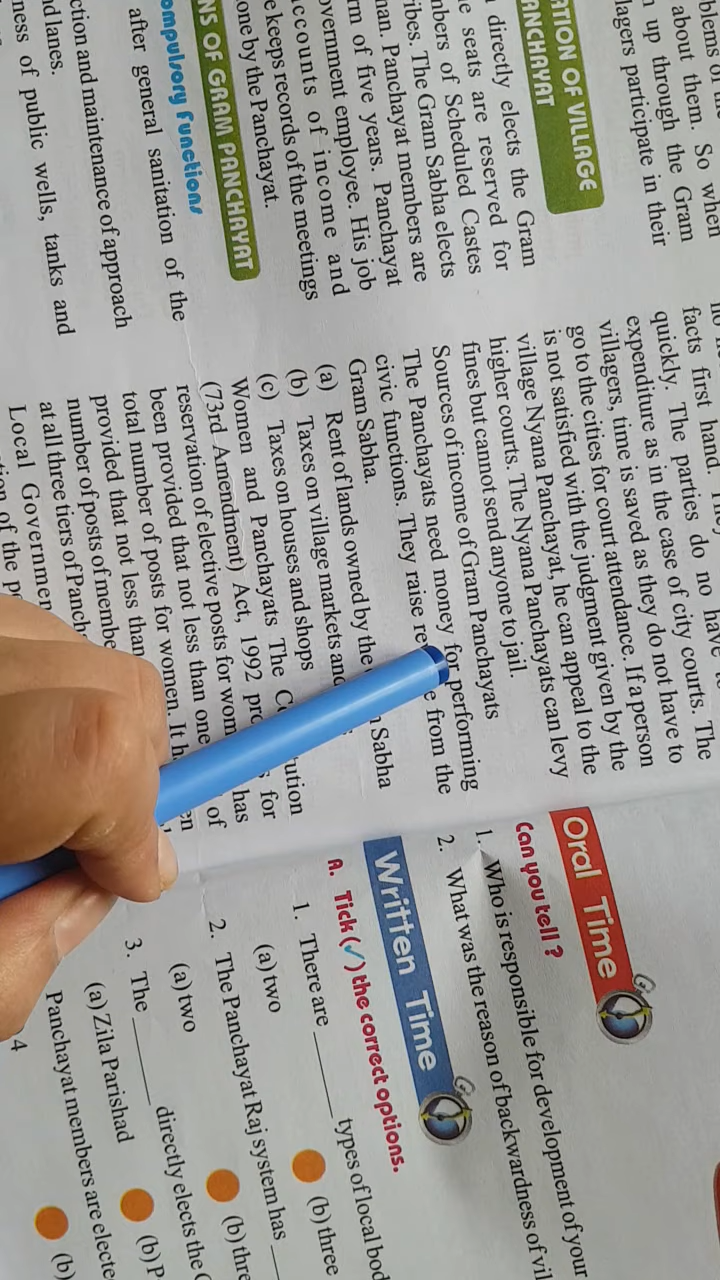 about them. So when
up through the Gram
lagers participate in their
ATION OF VILLAGE
ANCHAYAT
directly elects the Gram
seats are reserved for
bers of Scheduled Castes
ibes. The Gram Sabha elects
an. Panchayat members are
rm of five years. Panchayat
overnment employee. His job
ccounts of income and
e keeps records of the meetings
one by the Panchayat.
NS OF GRAM PANCHAYAT
ompulsory Functions
after general sanitation of the
ction and maintenance of approach
nd lanes.
ness of public wells, tanks and
facts first hand. They
quickly. The parties do no have to
expenditure as in the case of city courts. The
villagers, time is saved as they do not have to
go to the cities for court attendance. If a person
is not satisfied with the judgment given by the
village Nyana Panchayat, he can appeal to the
higher courts. The Nyana Panchayats can levy
fines but cannot send anyone to jail.
Sources of income of Gram Panchayats
The Panchayats need money for performing
civic functions. They raise re e from the
Gram Sabha.
(a) Rent of lands owned by the Sabha
(b) Taxes on village markets and
(c) Taxes on houses and shops
Women and Panchayats The ution
(73rd Amendment) Act, 1992 for
reservation of elective posts for wom has
been provided that not less than one of
total number of posts for women. It
provided that not less than
number of posts of membe
at all three tiers of Panch
Local Governmen
of the
Oral Time
Can you tell ?
1. Who is responsible for development of your
2. What was the reason of backwardness of vil
Written Time
A. Tick (✓) the correct options.
1. There are ______ types of local bod
(a) two (b) three
2. The Panchayat Raj system has
(a) two (b) thre
3. The ______ directly elects the
(a) Zila Parishad (b) P
Panchayat members are electe
(b)
4